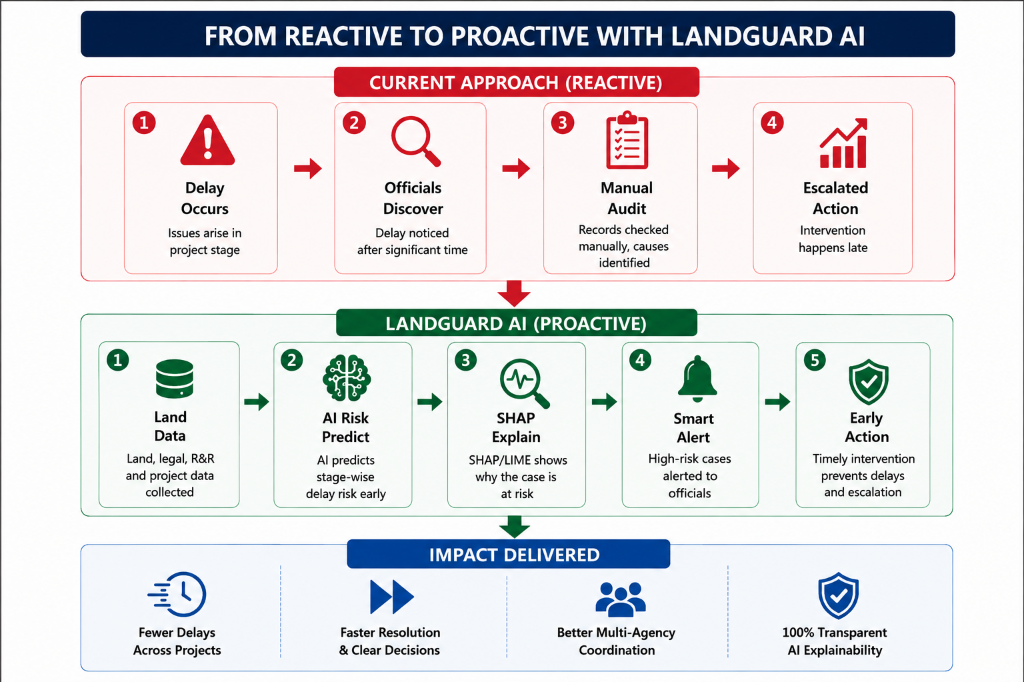 FROM REACTIVE TO PROACTIVE WITH LANDGUARD AI
CURRENT APPROACH (REACTIVE)
1
Delay
Occurs
Issues arise in
project stage
2
Officials
Discover
Delay noticed
after significant time
3
Manual
Audit
Records checked
manually, causes
identified
4
Escalated
Action
Intervention
happens late
LANDGUARD AI (PROACTIVE)
1
Land
Data
Land, legal, R&R
and project data
collected
2
AI Risk
Predict
AI predicts
stage-wise
delay risk early
3
SHAP
Explain
SHAP/LIME shows
why the case is
at risk
4
Smart
Alert
High-risk cases
alerted to
officials
5
Early
Action
Timely intervention
prevents delays
and escalation
IMPACT DELIVERED
Fewer Delays
Across Projects
Faster Resolution
& Clear Decisions
Better Multi-Agency
Coordination
100% Transparent
AI Explainability